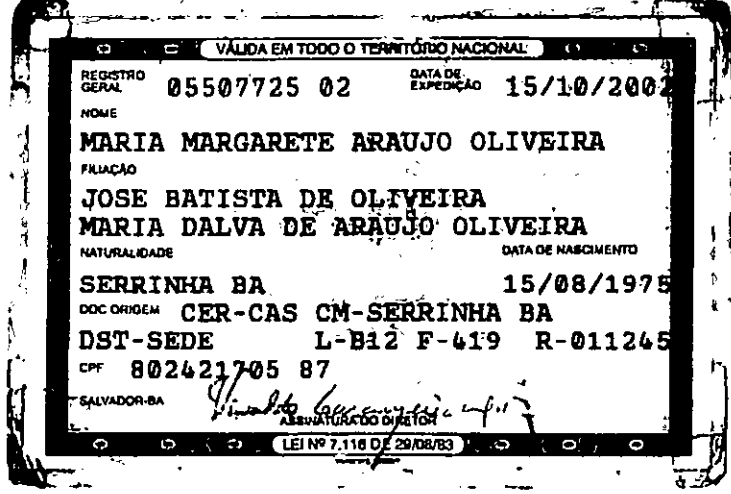 VÁLIDA EM TODO O TERRITÓRIO NACIONAL
REGISTRO GERAL 05507725 02 DATA DE EXPEDIÇÃO 15/10/2002
NOME
MARIA MARGARETE ARAUJO OLIVEIRA
FILIAÇÃO
JOSE BATISTA DE OLIVEIRA
MARIA DALVA DE ARAUJO OLIVEIRA
NATURALIDADE DATA DE NASCIMENTO
SERRINHA BA 15/08/1975
DOC ORIGEM CER-CAS CM-SERRINHA BA
DST-SEDE L-B12 F-419 R-011245
CPF 802421705 87
SALVADOR-BA
ASSINATURA DO DIRETOR
LEI Nº 7.116 DE 29/08/83